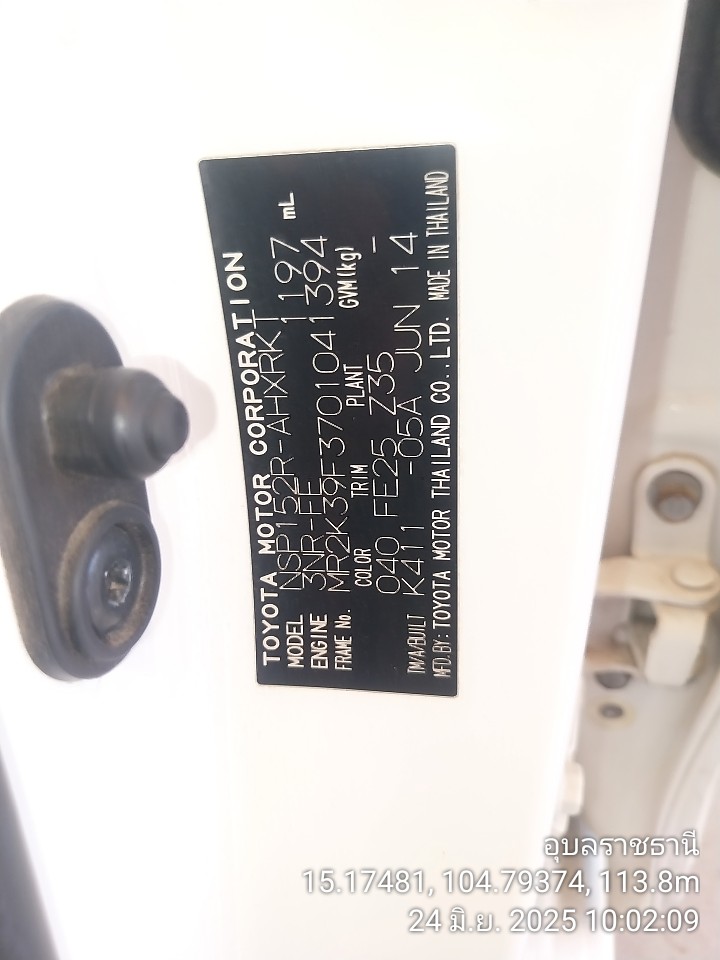 TOYOTA MOTOR CORPORATION
MODEL NSP152R-AHXRKT 1197 mL
ENGINE 3NR-FE
FRAME No. MR2K39F3701041394
COLOR TRIM PLANT GVM(kg)
040 FE25 Z35 -
TM/A/BUILT K411 -05A JUN 14
MFD.BY: TOYOTA MOTOR THAILAND CO.,LTD. MADE IN THAILAND
อุบลราชธานี
15.17481, 104.79374, 113.8m
24 มิ.ย. 2025 10:02:09